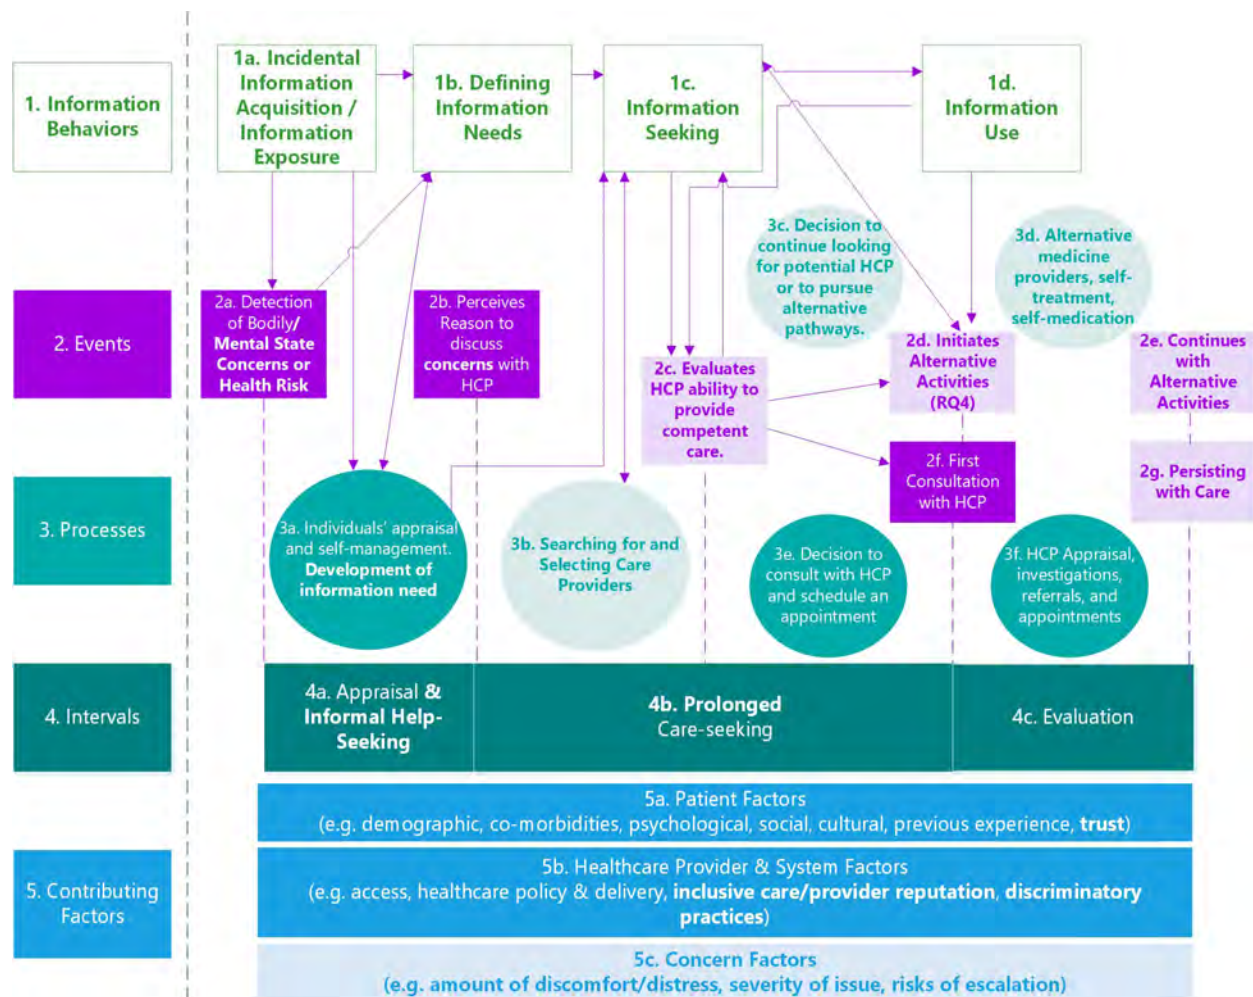 1. Information
Behaviors
1a. Incidental
Information
Acquisition /
Information
Exposure
1b. Defining
Information
Needs
1c.
Information
Seeking
1d.
Information
Use
2. Events
2a. Detection
of Bodily/
Mental State
Concerns or
Health Risk
2b. Perceives
Reason to
discuss
concerns with
HCP
2c. Evaluates
HCP ability to
provide
competent
care.
3c. Decision to
continue looking
for potential HCP
or to pursue
alternative
pathways.
3d. Alternative
medicine
providers, self-
treatment,
self-medication
2d. Initiates
Alternative
Activities
(RQ4)
2e. Continues
with
Alternative
Activities
2f. First
Consultation
with HCP
2g. Persisting
with Care
3. Processes
3a. Individuals’ appraisal
and self-management.
Development of
information need
3b. Searching for and
Selecting Care
Providers
3e. Decision to
consult with HCP
and schedule an
appointment
3f. HCP Appraisal,
investigations,
referrals, and
appointments
4. Intervals
4a. Appraisal &
Informal Help-
Seeking
4b. Prolonged
Care-seeking
4c. Evaluation
5. Contributing
Factors
5a. Patient Factors
(e.g. demographic, co-morbidities, psychological, social, cultural, previous experience, trust)
5b. Healthcare Provider & System Factors
(e.g. access, healthcare policy & delivery, inclusive care/provider reputation, discriminatory
practices)
5c. Concern Factors
(e.g. amount of discomfort/distress, severity of issue, risks of escalation)